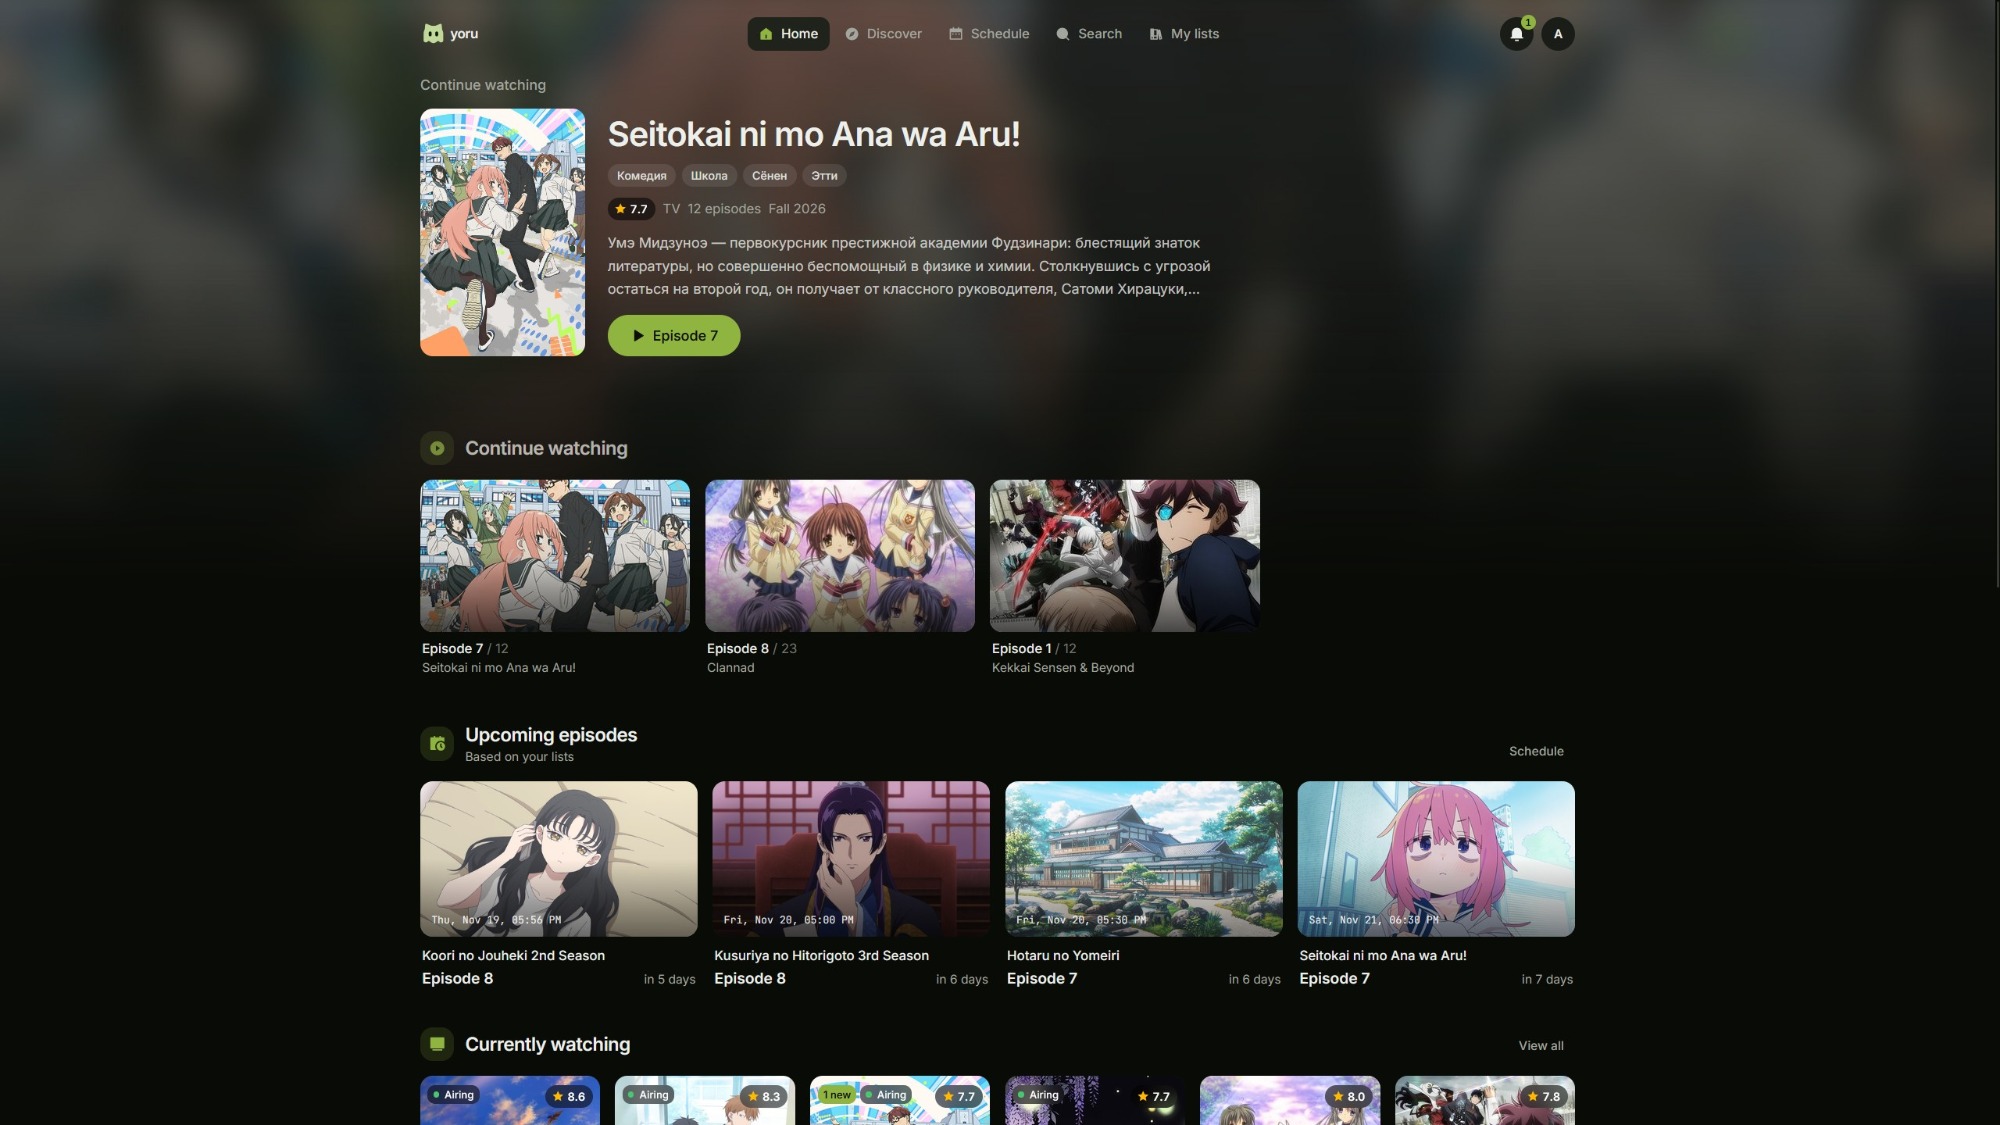 yoru
Home
Discover
Schedule
Search
My lists
1
A
Continue watching
Seitokai ni mo Ana wa Aru!
Комедия
Школа
Сёнен
Этти
7.7 TV 12 episodes Fall 2026
Умэ Мидзуноэ — первокурсник престижной академии Фудзинари: блестящий знаток
литературы, но совершенно беспомощный в физике и химии. Столкнувшись с угрозой
остаться на второй год, он получает от классного руководителя, Сатоми Хирацуки,...
Episode 7
Continue watching
Episode 7 / 12
Seitokai ni mo Ana wa Aru!
Episode 8 / 23
Clannad
Episode 1 / 12
Kekkai Sensen & Beyond
Upcoming episodes
Based on your lists
Schedule
Thu, Nov 19, 05:56 PM
Koori no Jouheki 2nd Season
Episode 8
in 5 days
Fri, Nov 20, 05:00 PM
Kusuriya no Hitorigoto 3rd Season
Episode 8
in 6 days
Fri, Nov 20, 05:30 PM
Hotaru no Yomeiri
Episode 7
in 6 days
Sat, Nov 21, 06:30 PM
Seitokai ni mo Ana wa Aru!
Episode 7
in 7 days
Currently watching
View all
Airing
8.6
Airing
8.3
1 new
Airing
7.7
Airing
7.7
8.0
7.8